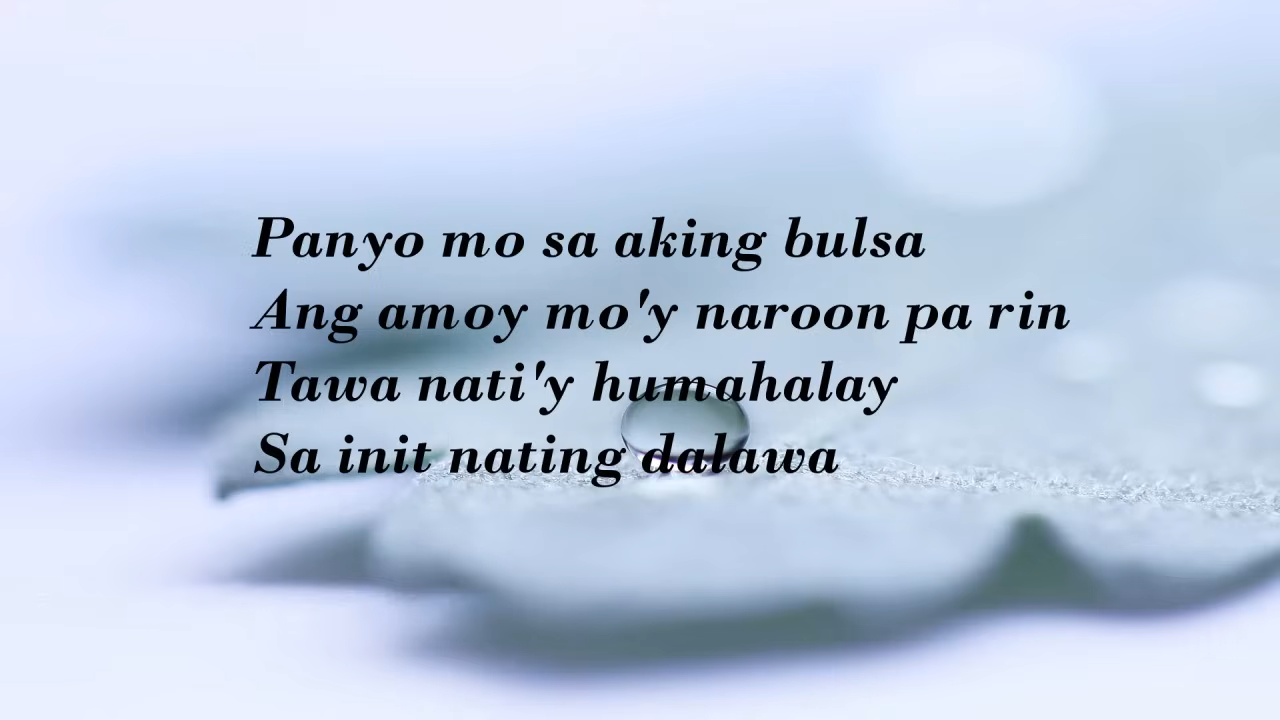 Panyo mo sa aking bulsa
Ang amoy mo'y naroon pa rin
Tawa nati'y humahalay
Sa init nating dalawa